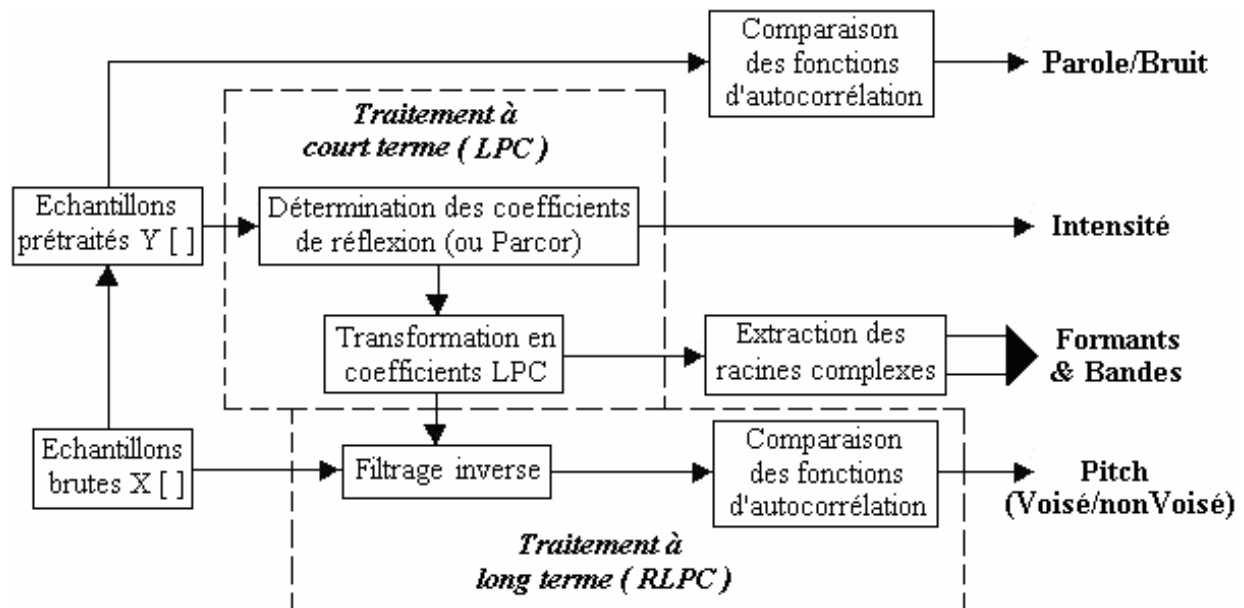 Comparaison
des fonctions
d'autocorrélation
Parole/Bruit
Traitement à
court terme ( LPC )
Echantillons
prétraités Y [ ]
Détermination des coefficients
de réflexion (ou Parcor)
Intensité
Transformation en
coefficients LPC
Extraction des
racines complexes
Formants
& Bandes
Echantillons
brutes X [ ]
Filtrage inverse
Comparaison
des fonctions
d'autocorrélation
Pitch
(Voisé/nonVoisé)
Traitement à
long terme ( RLPC )